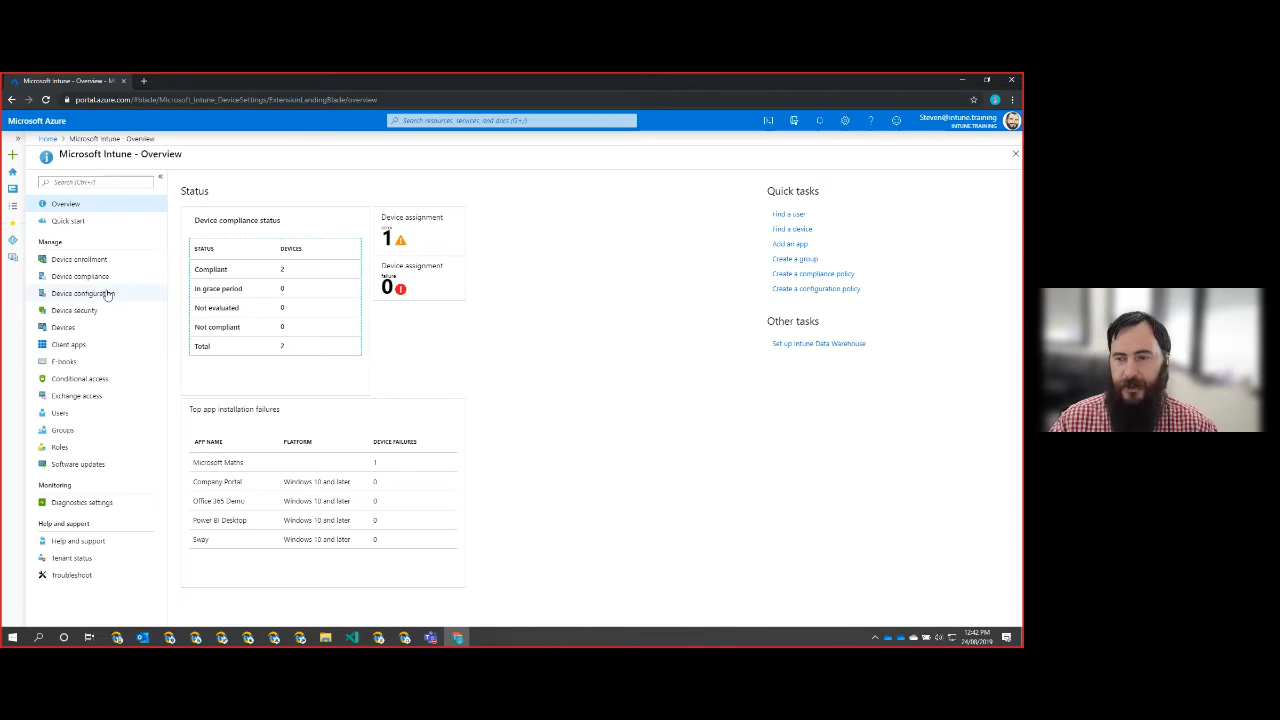 Microsoft Intune - Overview - M
portal.azure.com/#blade/Microsoft_Intune_DeviceSettings/ExtensionLandingBlade/overview
Microsoft Azure
Search resources, services, and docs (G+/)
Steven@intune.training
INTUNE.TRAINING
Home > Microsoft Intune - Overview
Microsoft Intune - Overview
Search (Ctrl+/)
Overview
Quick start
Manage
Device enrollment
Device compliance
Device configuration
Device security
Devices
Client apps
E-books
Conditional access
Exchange access
Users
Groups
Roles
Software updates
Monitoring
Diagnostics settings
Help and support
Help and support
Tenant status
Troubleshoot
Status
Device compliance status
STATUS DEVICES
Compliant 2
In grace period 0
Not evaluated 0
Not compliant 0
Total 2
Device assignment
error
1
Device assignment
failure
0
Top app installation failures
APP NAME PLATFORM DEVICE FAILURES
Microsoft Maths 1
Company Portal Windows 10 and later 0
Office 365 Demo Windows 10 and later 0
Power BI Desktop Windows 10 and later 0
Sway Windows 10 and later 0
Quick tasks
Find a user
Find a device
Add an app
Create a group
Create a compliance policy
Create a configuration policy
Other tasks
Set up Intune Data Warehouse
12:42 PM
24/08/2019